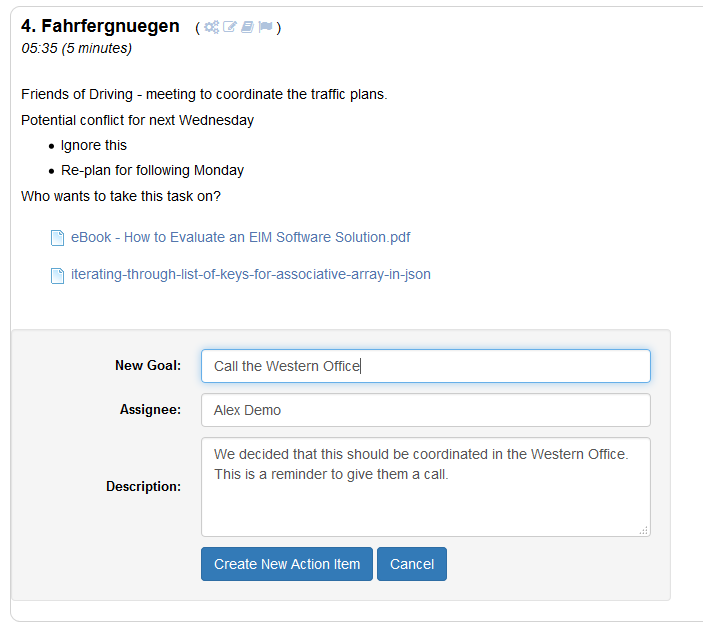 4. Fahrfergnuegen ( )
05:35 (5 minutes)
Friends of Driving - meeting to coordinate the traffic plans.
Potential conflict for next Wednesday
• Ignore this
• Re-plan for following Monday
Who wants to take this task on?
eBook - How to Evaluate an EIM Software Solution.pdf
iterating-through-list-of-keys-for-associative-array-in-json
New Goal: Call the Western Office
Assignee: Alex Demo
Description: We decided that this should be coordinated in the Western Office.
This is a reminder to give them a call.
Create New Action Item Cancel